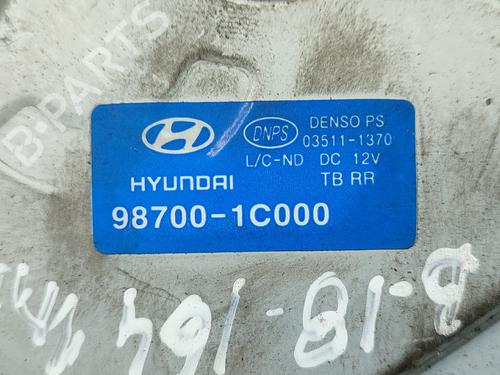 B-PARTS
DNPS
DENSO PS
03511-1370
L/C-ND DC 12V
HYUNDAI
TB RR
98700-1C000